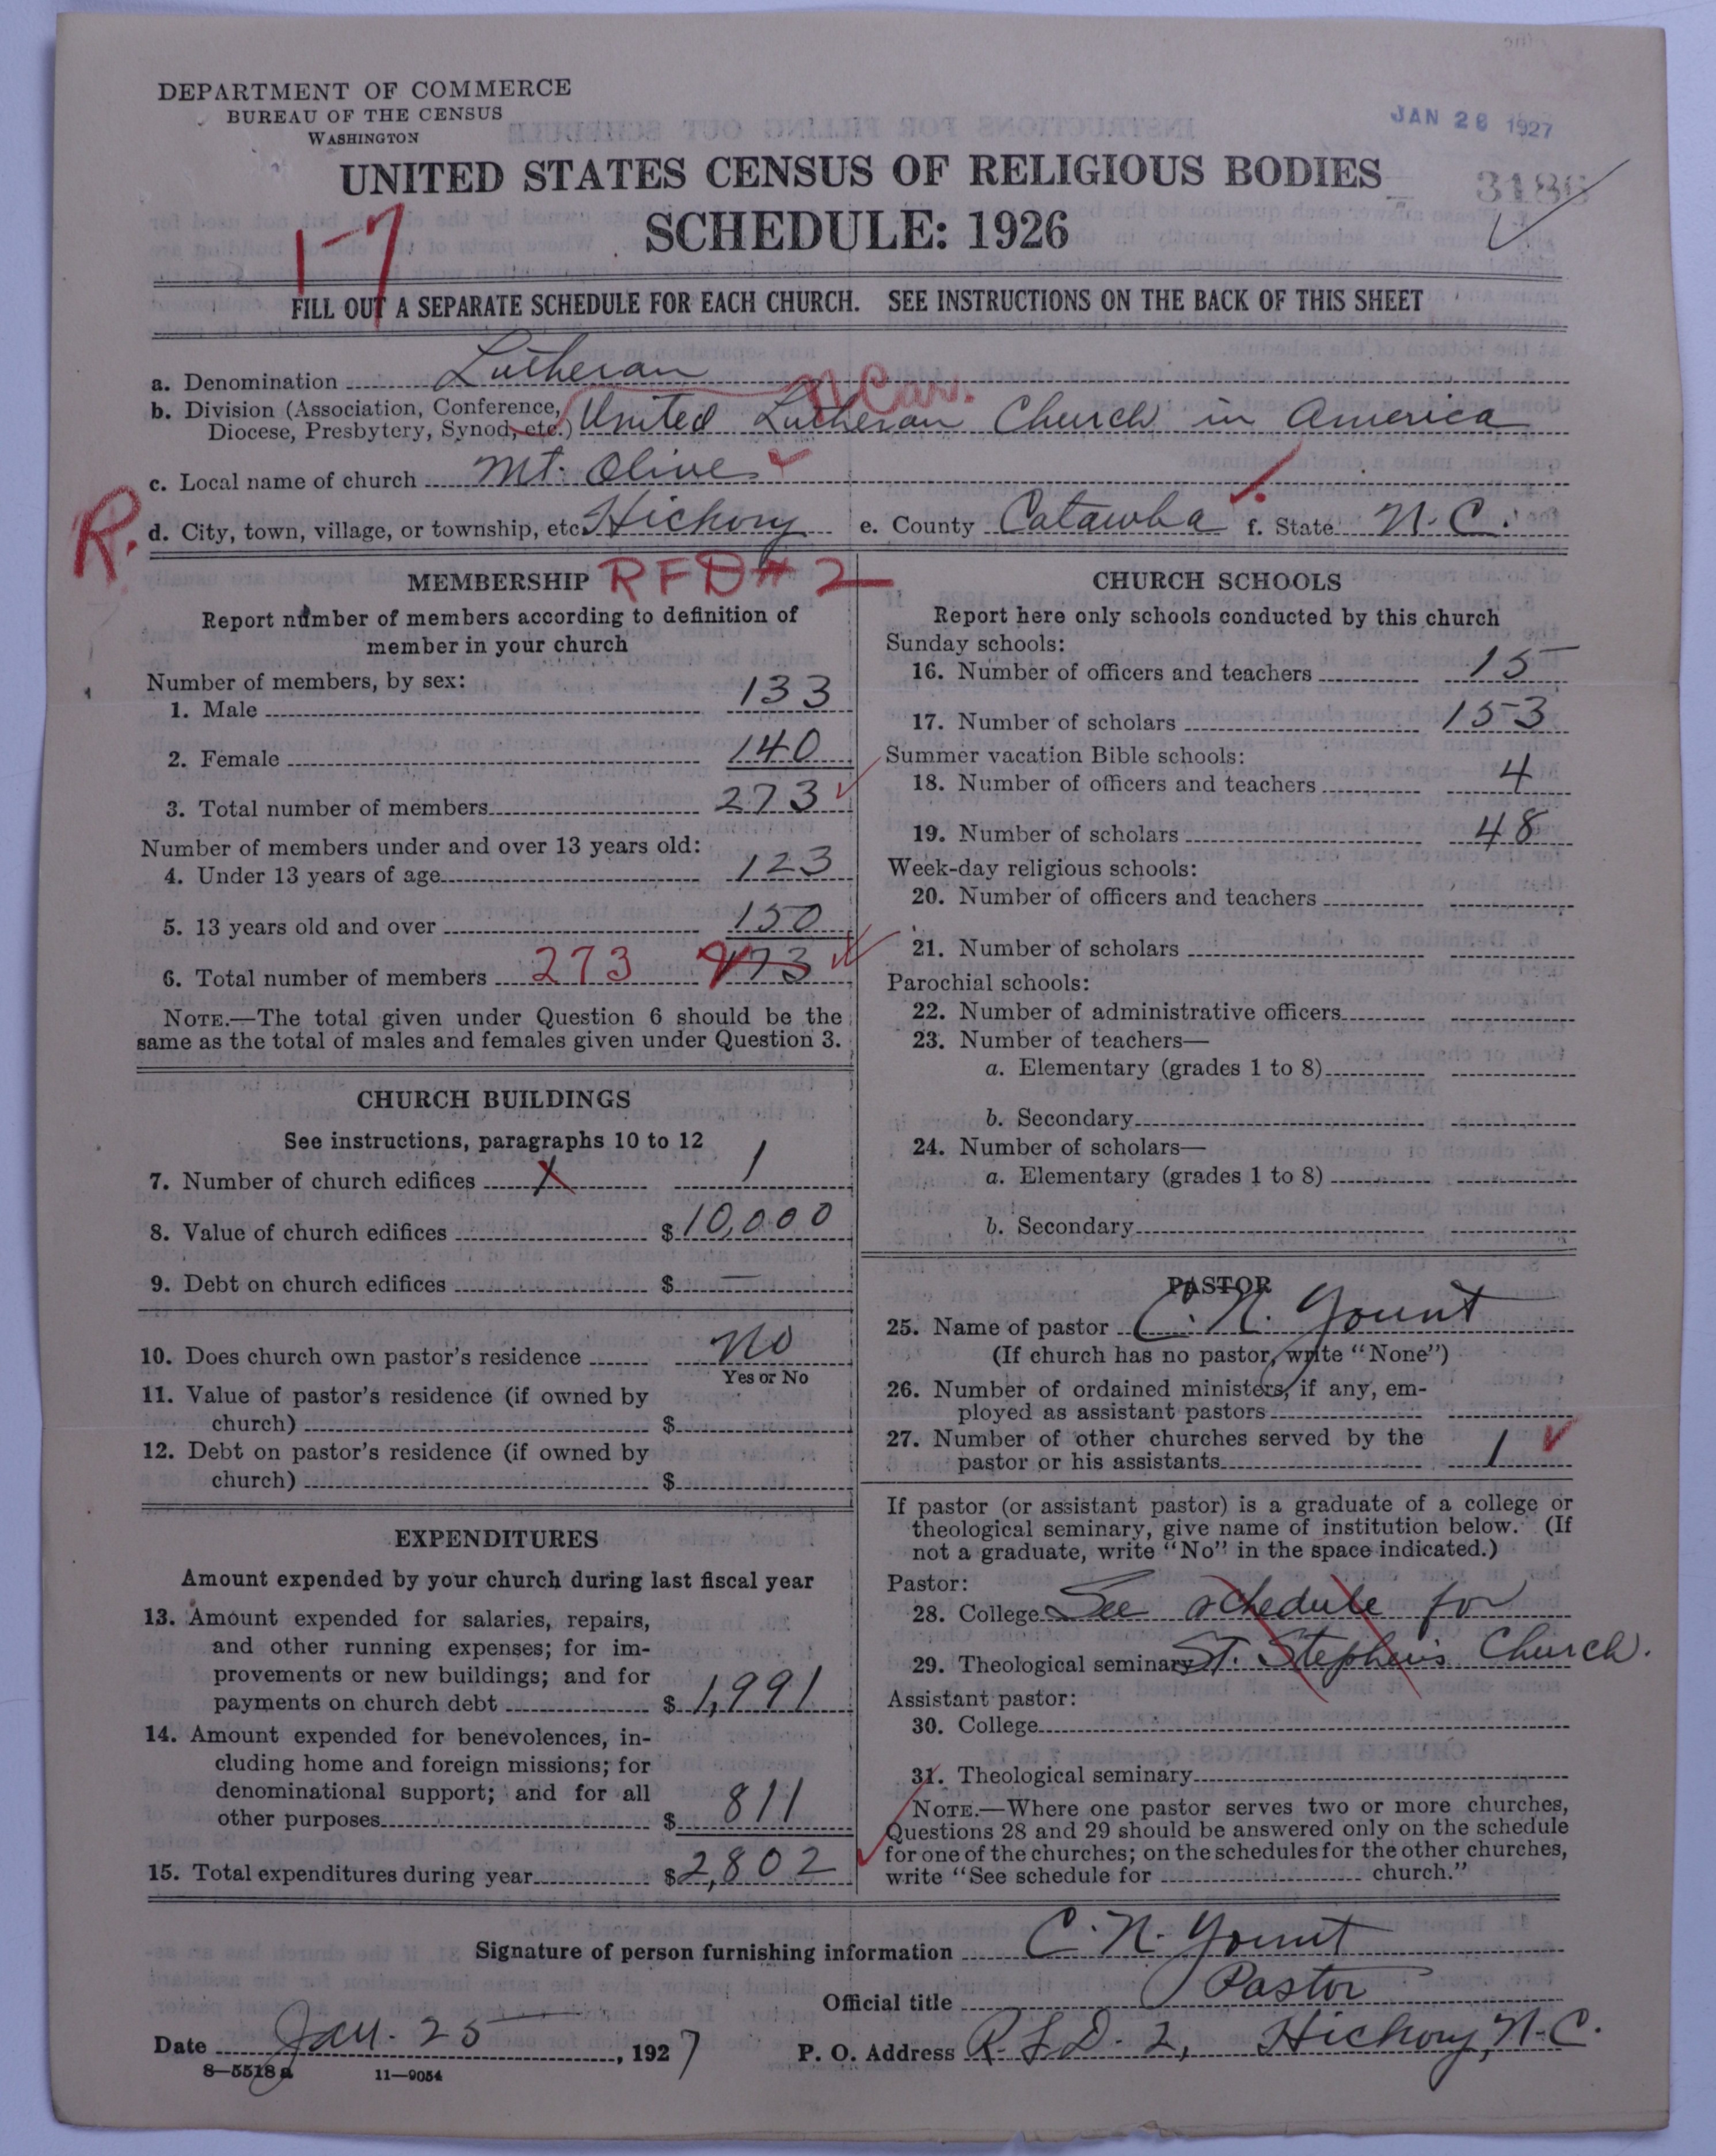 DEPARTMENT OF COMMERCE
BUREAU OF THE CENSUS
WASHINGTON
JAN 26 1927
3186
UNITED STATES CENSUS OF RELIGIOUS BODIES
SCHEDULE: 1926
1-7
FILL OUT A SEPARATE SCHEDULE FOR EACH CHURCH. SEE INSTRUCTIONS ON THE BACK OF THIS SHEET
a. Denomination Lutheran
N Car.
b. Division (Association, Conference,
Diocese, Presbytery, Synod, etc.) United Lutheran Church in America
c. Local name of church Mt. Olive
R.
d. City, town, village, or township, etc. Hickory e. County Catawba f. State N. C.
MEMBERSHIP RFD # 2
Report number of members according to definition of
member in your church
Number of members, by sex:
1. Male 133
2. Female 140
3. Total number of members 273
Number of members under and over 13 years old:
4. Under 13 years of age 123
5. 13 years old and over 150
6. Total number of members 273 273
NOTE.—The total given under Question 6 should be the
same as the total of males and females given under Question 3.
CHURCH BUILDINGS
See instructions, paragraphs 10 to 12
7. Number of church edifices 1 1
8. Value of church edifices $10,000
9. Debt on church edifices $ —
10. Does church own pastor's residence No
Yes or No
11. Value of pastor's residence (if owned by
church) $
12. Debt on pastor's residence (if owned by
church) $
EXPENDITURES
Amount expended by your church during last fiscal year
13. Amount expended for salaries, repairs,
and other running expenses; for im-
provements or new buildings; and for
payments on church debt $1,991
14. Amount expended for benevolences, in-
cluding home and foreign missions; for
denominational support; and for all
other purposes $ 811
15. Total expenditures during year $2,802
CHURCH SCHOOLS
Report here only schools conducted by this church
Sunday schools:
16. Number of officers and teachers 15
17. Number of scholars 153
Summer vacation Bible schools:
18. Number of officers and teachers 4
19. Number of scholars 48
Week-day religious schools:
20. Number of officers and teachers
21. Number of scholars
Parochial schools:
22. Number of administrative officers
23. Number of teachers—
a. Elementary (grades 1 to 8)
b. Secondary
24. Number of scholars—
a. Elementary (grades 1 to 8)
b. Secondary
PASTOR
25. Name of pastor C. N. Yount
(If church has no pastor, write "None")
26. Number of ordained ministers, if any, em-
ployed as assistant pastors
27. Number of other churches served by the
pastor or his assistants 1
If pastor (or assistant pastor) is a graduate of a college or
theological seminary, give name of institution below. (If
not a graduate, write "No" in the space indicated.)
Pastor:
28. College See schedule for
29. Theological seminary St. Stephen's Church.
Assistant pastor:
30. College
31. Theological seminary
NOTE.—Where one pastor serves two or more churches,
Questions 28 and 29 should be answered only on the schedule
for one of the churches; on the schedules for the other churches,
write "See schedule for church."
Signature of person furnishing information C. N. Yount
Official title Pastor
Date Jan. 25, 1927 P. O. Address R.F.D. 2, Hickory, N.C.
8—5518 a 11—9054